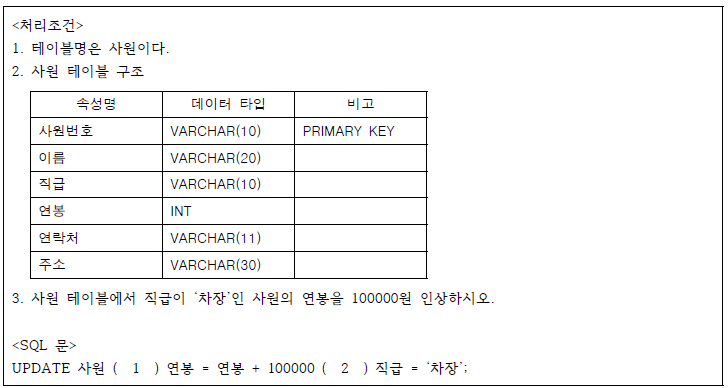 <처리조건>
1. 테이블명은 사원이다.
2. 사원 테이블 구조
속성명 데이터 타입 비고
사원번호 VARCHAR(10) PRIMARY KEY
이름 VARCHAR(20)
직급 VARCHAR(10)
연봉 INT
연락처 VARCHAR(11)
주소 VARCHAR(30)
3. 사원 테이블에서 직급이 ‘차장’인 사원의 연봉을 100000원 인상하시오.
<SQL 문>
UPDATE 사원 ( 1 ) 연봉 = 연봉 + 100000 ( 2 ) 직급 = ‘차장’;